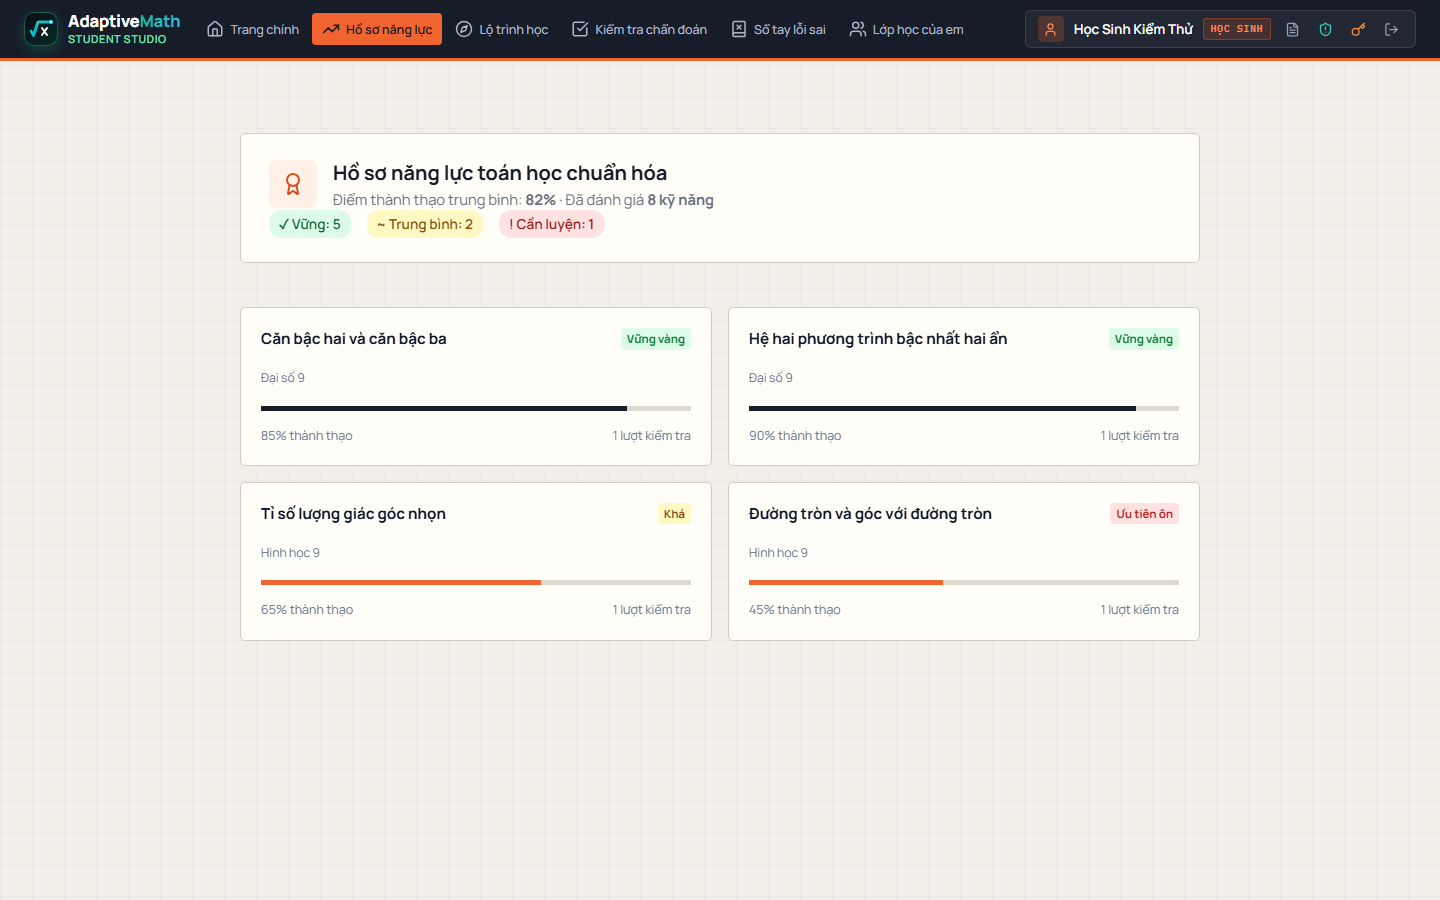 AdaptiveMath
STUDENT STUDIO
Trang chính
Hồ sơ năng lực
Lộ trình học
Kiểm tra chẩn đoán
Sổ tay lỗi sai
Lớp học của em
Học Sinh Kiểm Thử
HỌC SINH
Hồ sơ năng lực toán học chuẩn hóa
Điểm thành thạo trung bình: 82% · Đã đánh giá 8 kỹ năng
✓ Vững: 5
~ Trung bình: 2
! Cần luyện: 1
Căn bậc hai và căn bậc ba
Vững vàng
Đại số 9
85% thành thạo
1 lượt kiểm tra
Hệ hai phương trình bậc nhất hai ẩn
Vững vàng
Đại số 9
90% thành thạo
1 lượt kiểm tra
Tỉ số lượng giác góc nhọn
Khá
Hình học 9
65% thành thạo
1 lượt kiểm tra
Đường tròn và góc với đường tròn
Ưu tiên ôn
Hình học 9
45% thành thạo
1 lượt kiểm tra